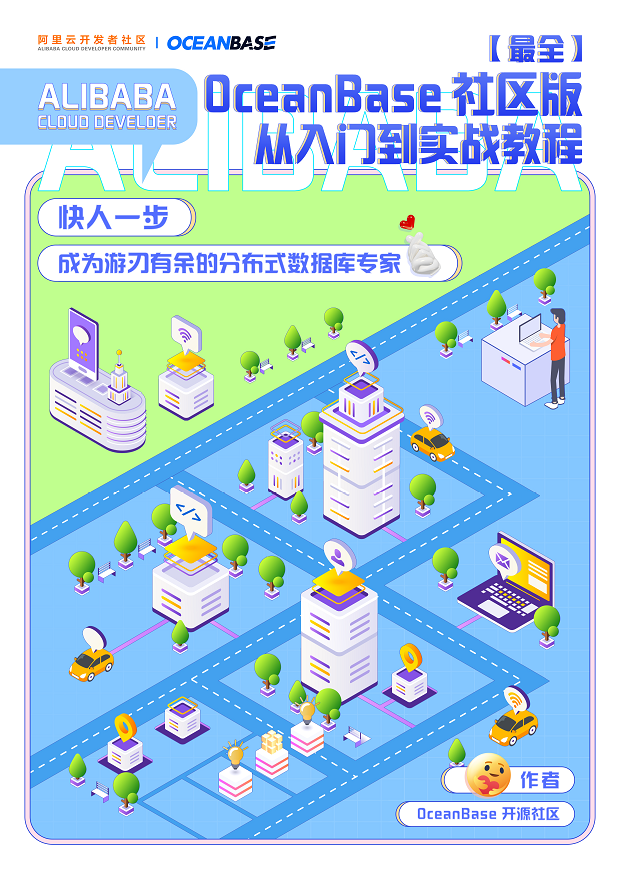 阿里云开发者社区
ALIBABA CLOUD DEVELOPER COMMUNITY
OCEANBASE
【最全】
ALIBABA
CLOUD DEVELDER
OceanBase 社区版
从入门到实战教程
ALIBABA
快人一步
成为游刃有余的分布式数据库专家
</>
</>
作者
OceanBase 开源社区